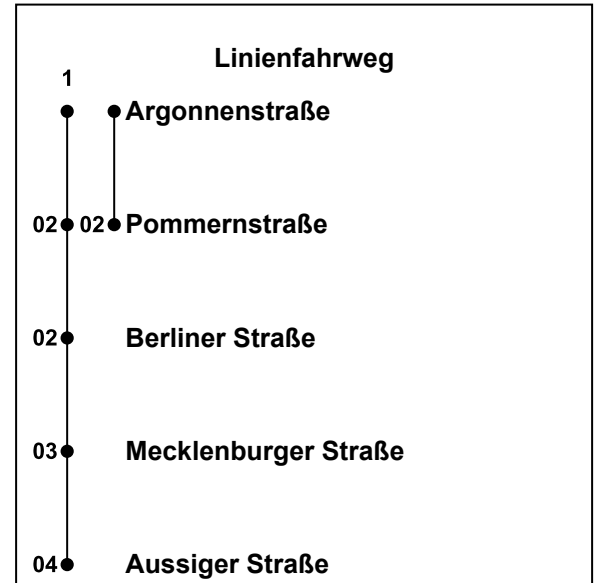 Linienfahrweg
1
Argonnenstraße
02 02 Pommernstraße
02 Berliner Straße
03 Mecklenburger Straße
04 Aussiger Straße